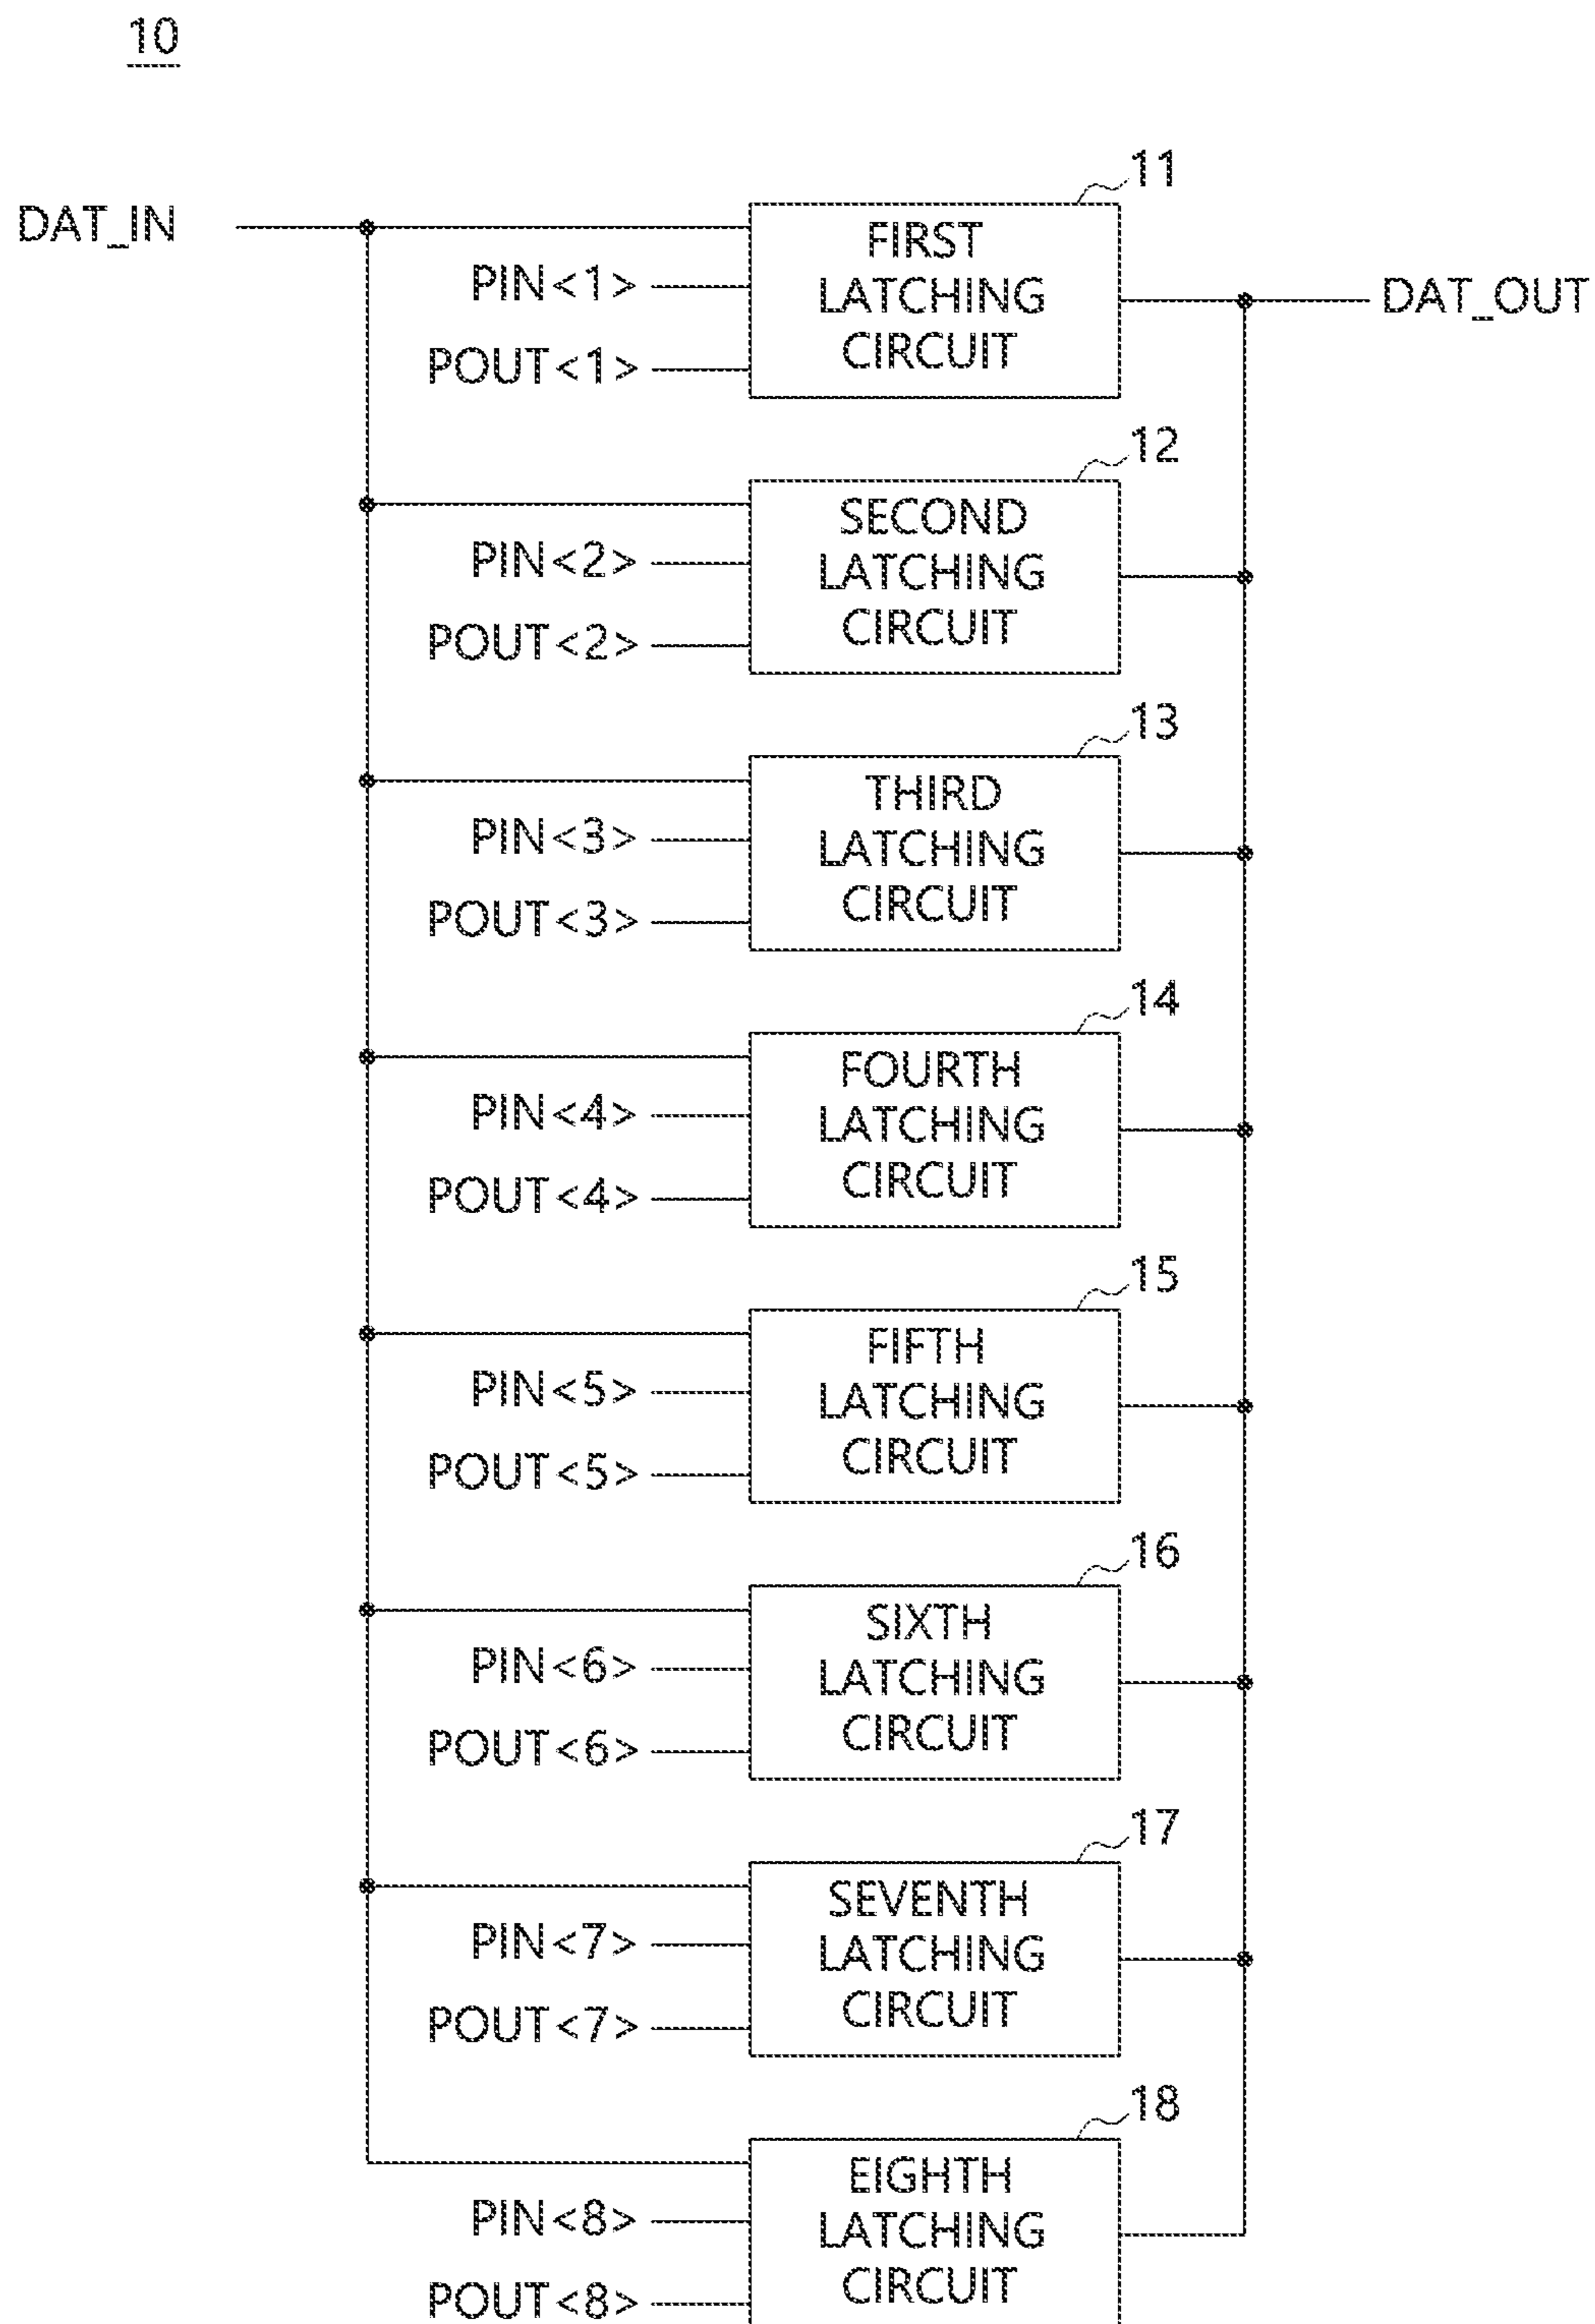 10
11
DAT_IN
FIRST
LATCHING
CIRCUIT
PIN<1>
POUT<1>
DAT_OUT
12
SECOND
LATCHING
CIRCUIT
PIN<2>
POUT<2>
13
THIRD
LATCHING
CIRCUIT
PIN<3>
POUT<3>
14
FOURTH
LATCHING
CIRCUIT
PIN<4>
POUT<4>
15
FIFTH
LATCHING
CIRCUIT
PIN<5>
POUT<5>
16
SIXTH
LATCHING
CIRCUIT
PIN<6>
POUT<6>
17
SEVENTH
LATCHING
CIRCUIT
PIN<7>
POUT<7>
18
EIGHTH
LATCHING
CIRCUIT
PIN<8>
POUT<8>